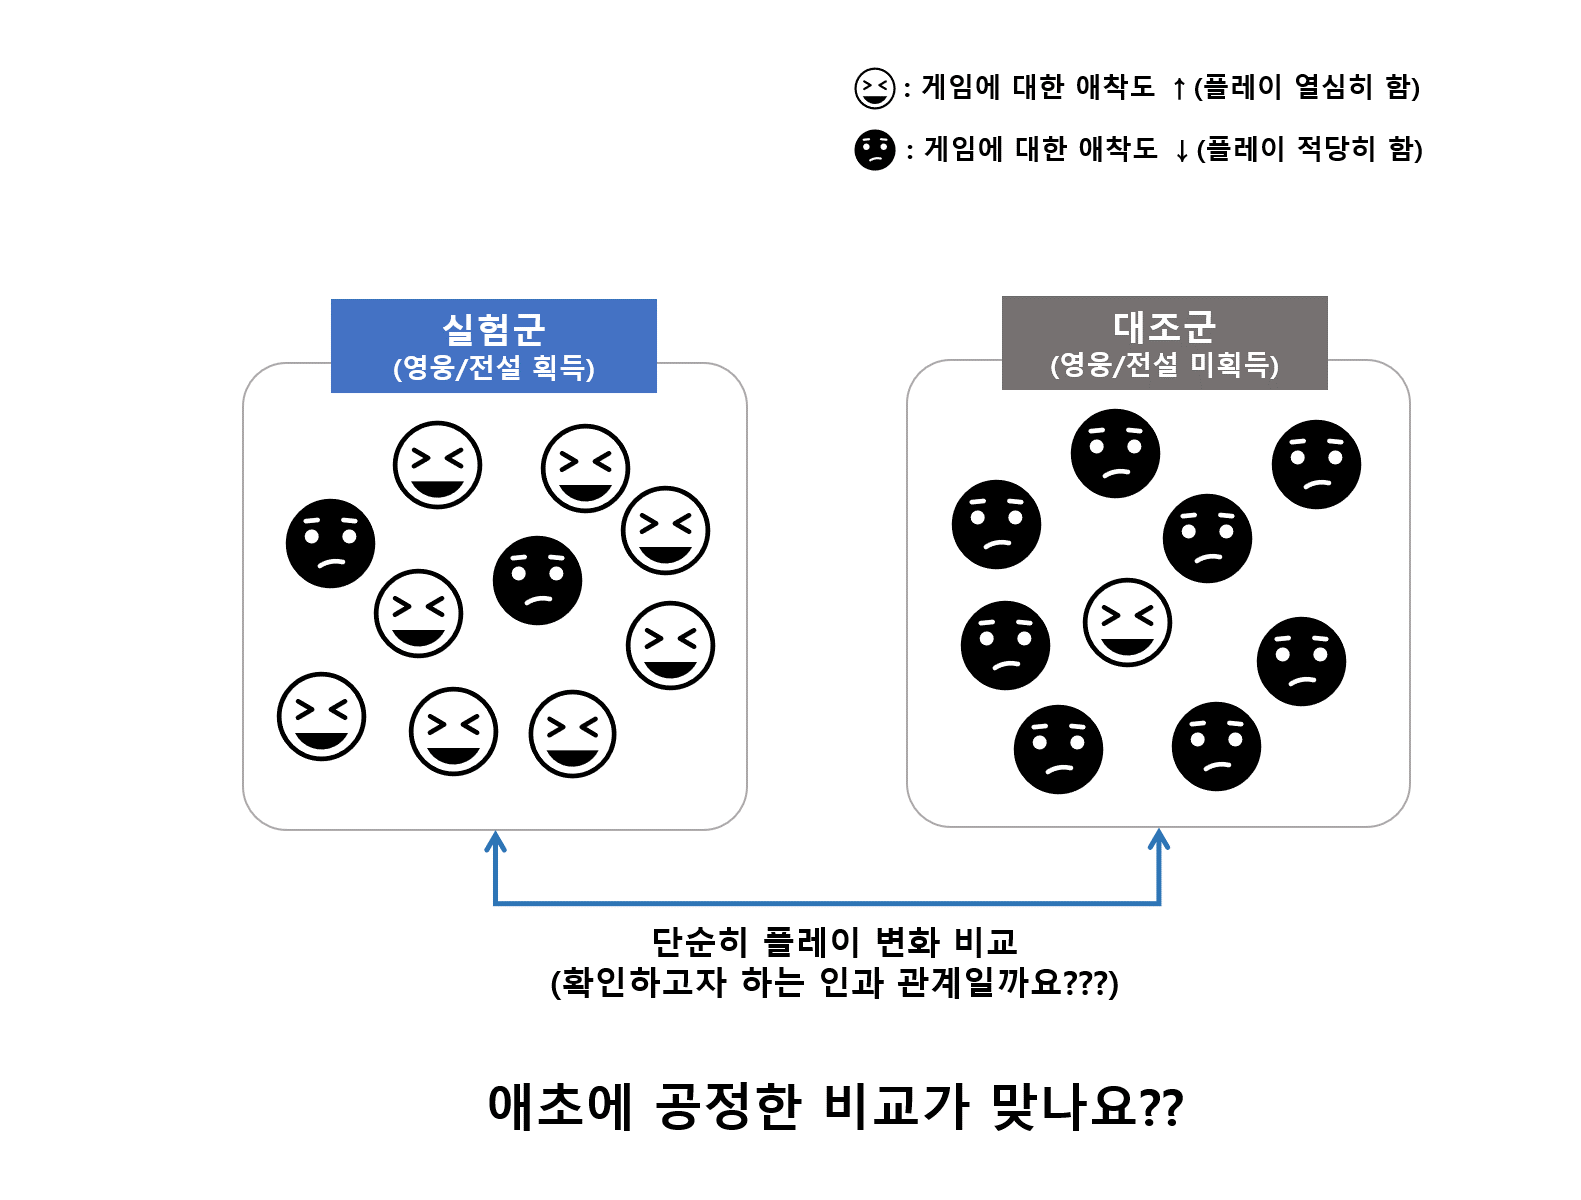 : 게임에 대한 애착도 ↑(플레이 열심히 함)
: 게임에 대한 애착도 ↓(플레이 적당히 함)
실험군
(영웅/전설 획득)
대조군
(영웅/전설 미획득)
단순히 플레이 변화 비교
(확인하고자 하는 인과 관계일까요???)
애초에 공정한 비교가 맞나요??